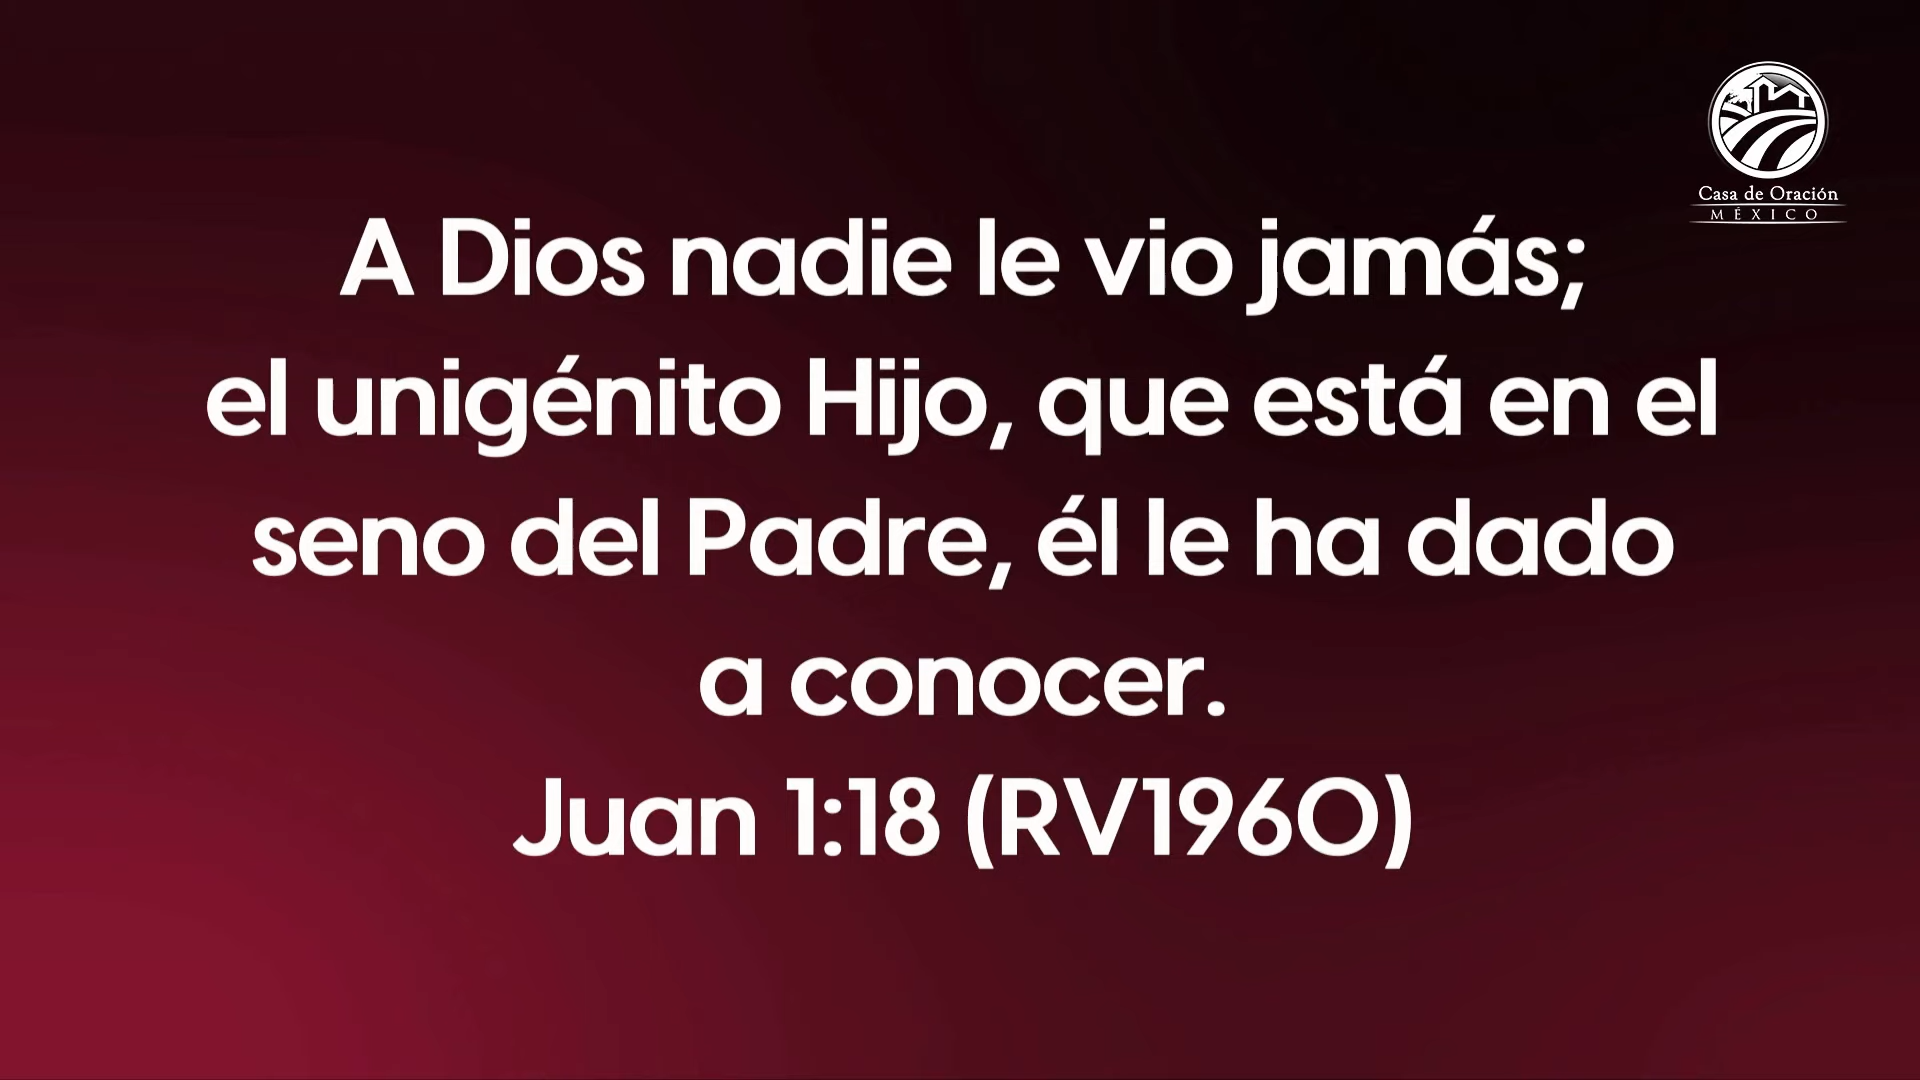 Casa de Oración
MÉXICO
A Dios nadie le vio jamás;
el unigénito Hijo, que está en el
seno del Padre, él le ha dado
a conocer.
Juan 1:18 (RV1960)